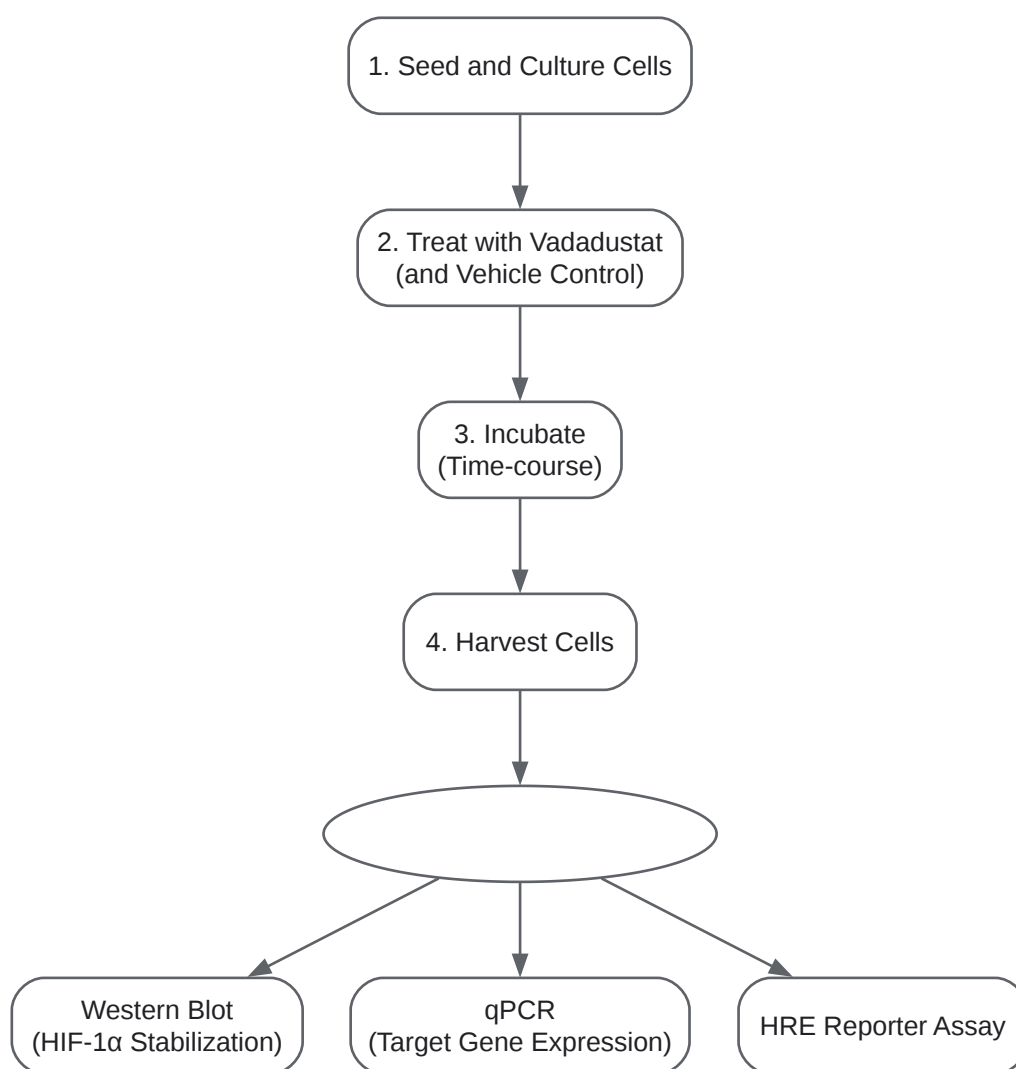 1. Seed and Culture Cells
2. Treat with Vadadustat
(and Vehicle Control)
3. Incubate
(Time-course)
4. Harvest Cells
Western Blot
(HIF-1α Stabilization)
qPCR
(Target Gene Expression)
HRE Reporter Assay